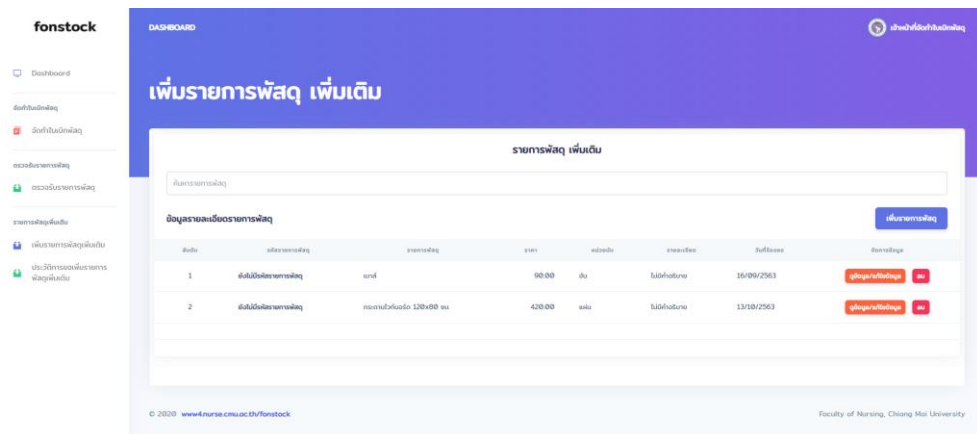 fonstock
DASHBOARD
เจ้าหน้าที่จัดทำใบเบิกพัสดุ
Dashboard
จัดทำใบเบิกพัสดุ
จัดทำใบเบิกพัสดุ
ตรวจรับรายการพัสดุ
ตรวจรับรายการพัสดุ
รายการพัสดุเพิ่มเติม
เพิ่มรายการพัสดุเพิ่มเติม
ประวัติการขอเพิ่มรายการ
พัสดุเพิ่มเติม
เพิ่มรายการพัสดุ เพิ่มเติม
รายการพัสดุ เพิ่มเติม
ค้นหารายการพัสดุ
ข้อมูลรายละเอียดรายการพัสดุ
เพิ่มรายการพัสดุ
ลำดับ รหัสรายการพัสดุ รายการพัสดุ ราคา หน่วยนับ รายละเอียด วันที่ร้องขอ จัดการข้อมูล
1 ยังไม่มีรหัสรายการพัสดุ เมาส์ 90.00 อัน ไม่มีคำอธิบาย 16/09/2563 ดูข้อมูล/แก้ไขข้อมูล ลบ
2 ยังไม่มีรหัสรายการพัสดุ กระดานไวท์บอร์ด 120x80 ซม. 420.00 แผ่น ไม่มีคำอธิบาย 13/10/2563 ดูข้อมูล/แก้ไขข้อมูล ลบ
© 2020 www4.nurse.cmu.ac.th/fonstock
Faculty of Nursing, Chiang Mai University